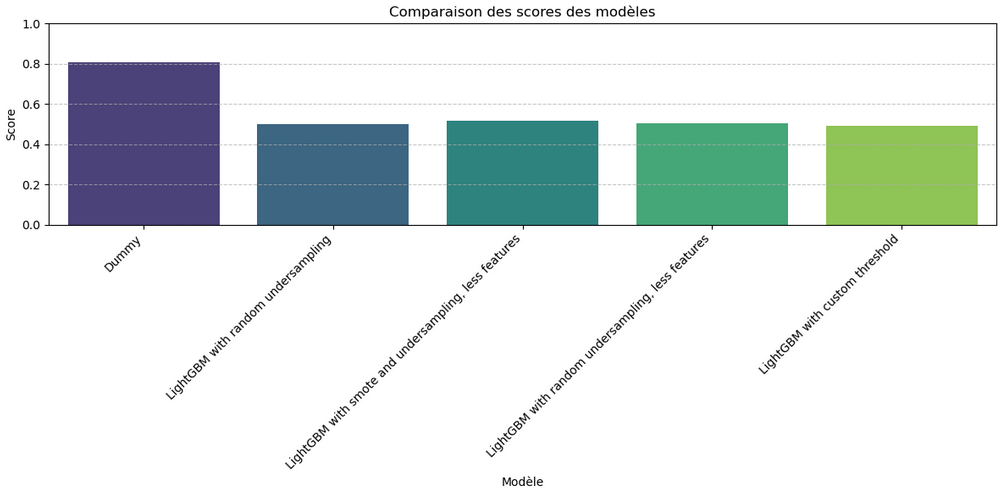 Comparaison des scores des modèles
Score
1.0
0.8
0.6
0.4
0.2
0.0
Dummy
LightGBM with random undersampling
LightGBM with smote and undersampling, less features
LightGBM with random undersampling, less features
LightGBM with custom threshold
Modèle